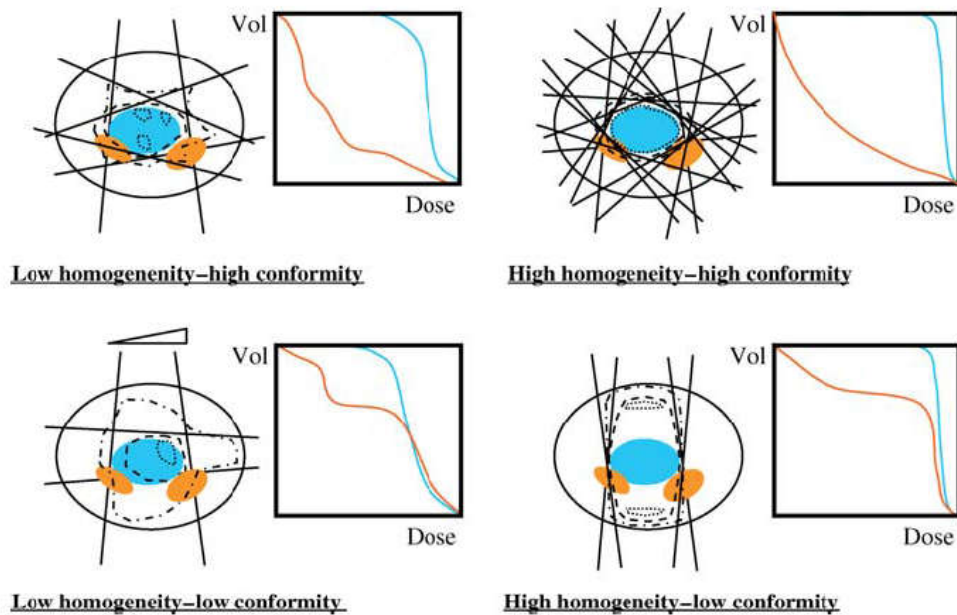 Vol
Dose
Vol
Dose
Low homogenenity–high conformity
High homogeneity–high conformity
Vol
Dose
Vol
Dose
Low homogeneity–low conformity
High homogeneity–low conformity